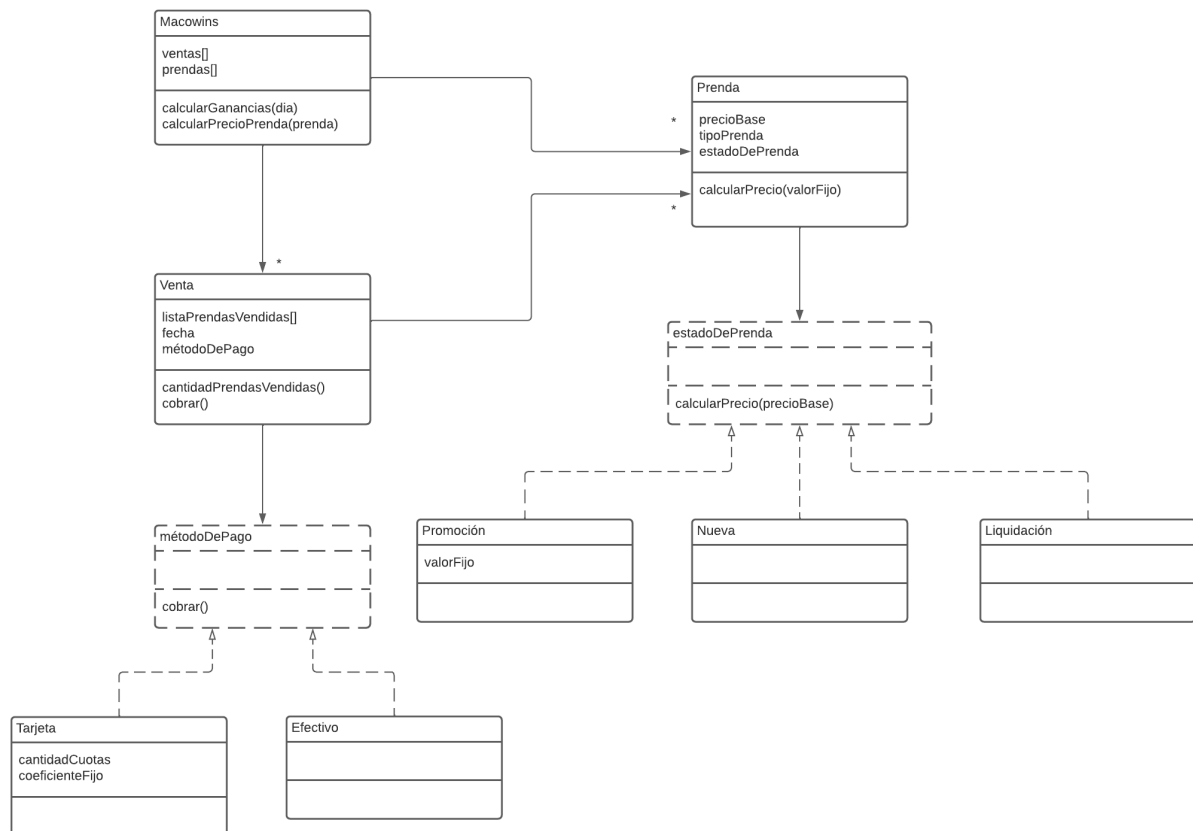 Macowins
ventas[]
prendas[]
calcularGanancias(dia)
calcularPrecioPrenda(prenda)
Prenda
precioBase
tipoPrenda
estadoDePrenda
calcularPrecio(valorFijo)
*
*
*
Venta
listaPrendasVendidas[]
fecha
métodoDePago
cantidadPrendasVendidas()
cobrar()
estadoDePrenda
calcularPrecio(precioBase)
métodoDePago
cobrar()
Promoción
valorFijo
Nueva
Liquidación
Tarjeta
cantidadCuotas
coeficienteFijo
Efectivo